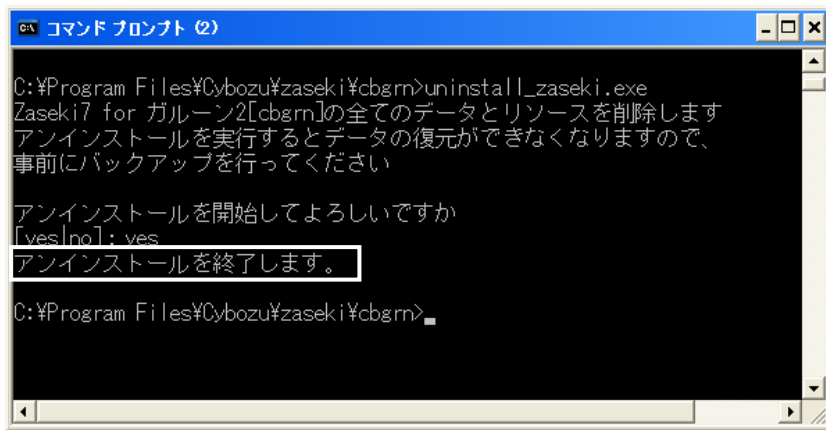 コマンド プロンプト (2)
C:¥Program Files¥Cybozu¥zaseki¥cbgrn>uninstall_zaseki.exe
Zaseki7 for ガルーン2[cbgrn]の全てのデータとリソースを削除します
アンインストールを実行するとデータの復元ができなくなりますので、
事前にバックアップを行ってください
アンインストールを開始してよろしいですか
[yes|no]: yes
アンインストールを終了します。
C:¥Program Files¥Cybozu¥zaseki¥cbgrn>